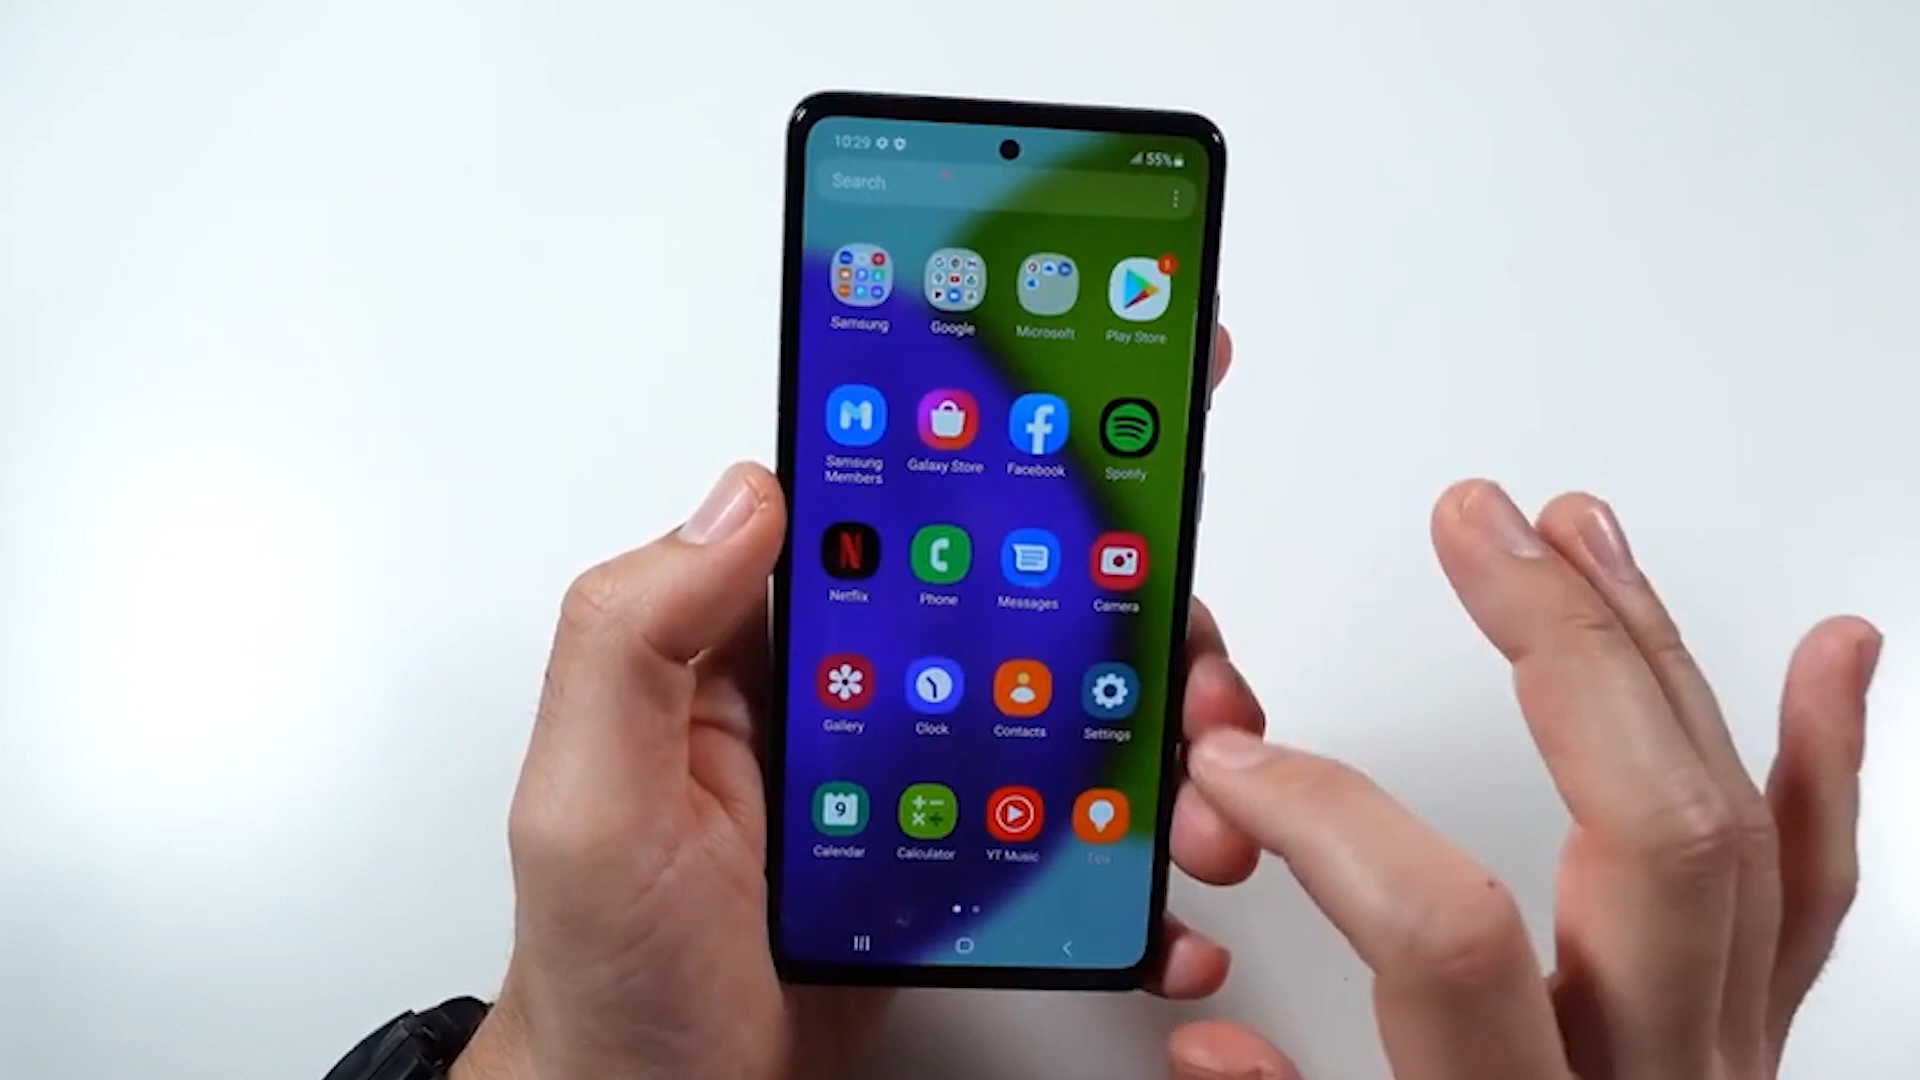 10:29
55%
Search
Samsung
Google
Microsoft
Play Store
Samsung
Members
Galaxy Store
Facebook
Spotify
Netflix
Phone
Messages
Camera
Gallery
Clock
Contacts
Settings
9
Calendar
Calculator
YT Music
Tips